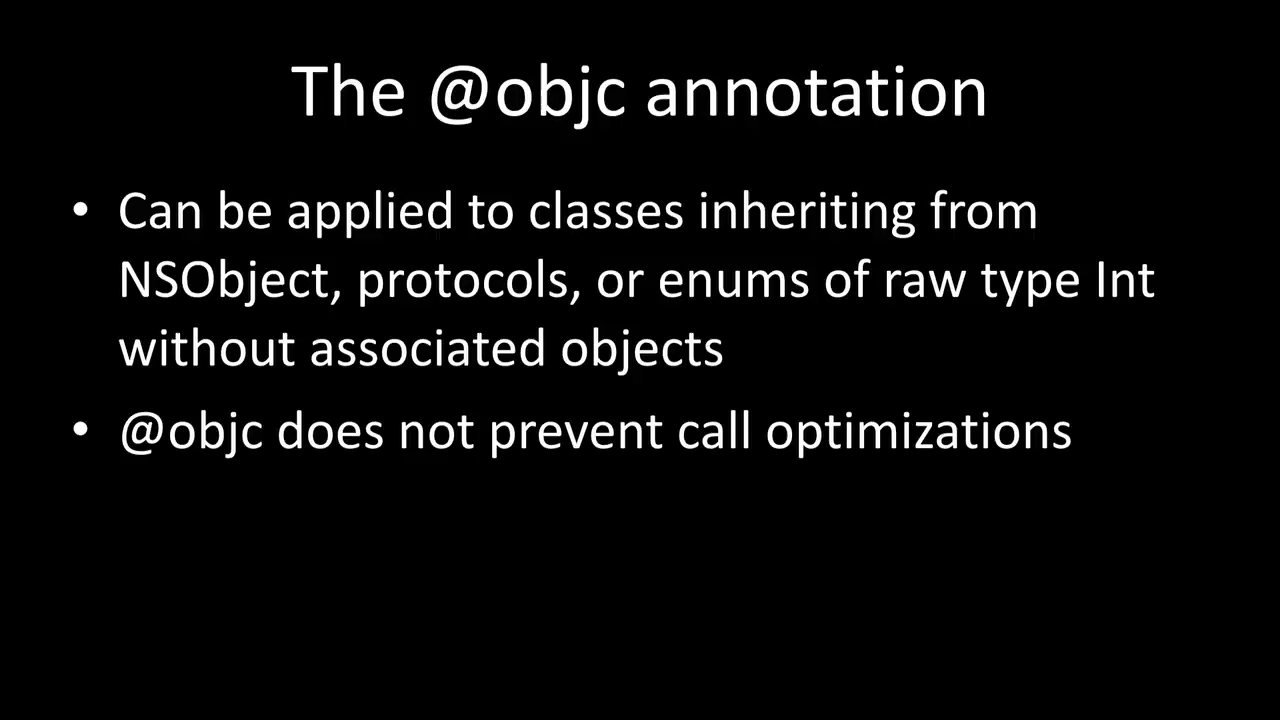 The @objc annotation
• Can be applied to classes inheriting from
NSObject, protocols, or enums of raw type Int
without associated objects
• @objc does not prevent call optimizations